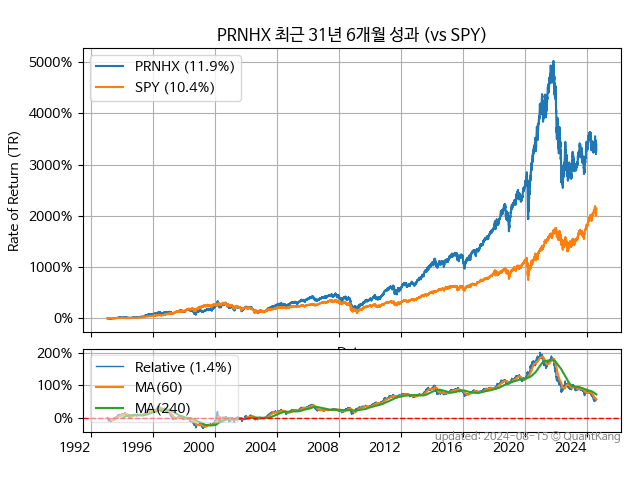 PRNHX 최근 31년 6개월 성과 (vs SPY)
PRNHX (11.9%)
SPY (10.4%)
Rate of Return (TR)
5000%
4000%
3000%
2000%
1000%
0%
200%
100%
0%
Relative (1.4%)
MA(60)
MA(240)
1992 1996 2000 2004 2008 2012 2016 2020 2024
updated: 2024-08-15 © QuantKang